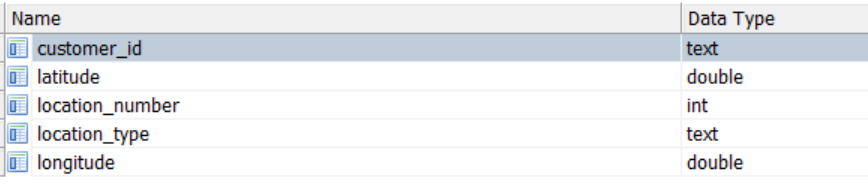 Name Data Type
customer_id text
latitude double
location_number int
location_type text
longitude double